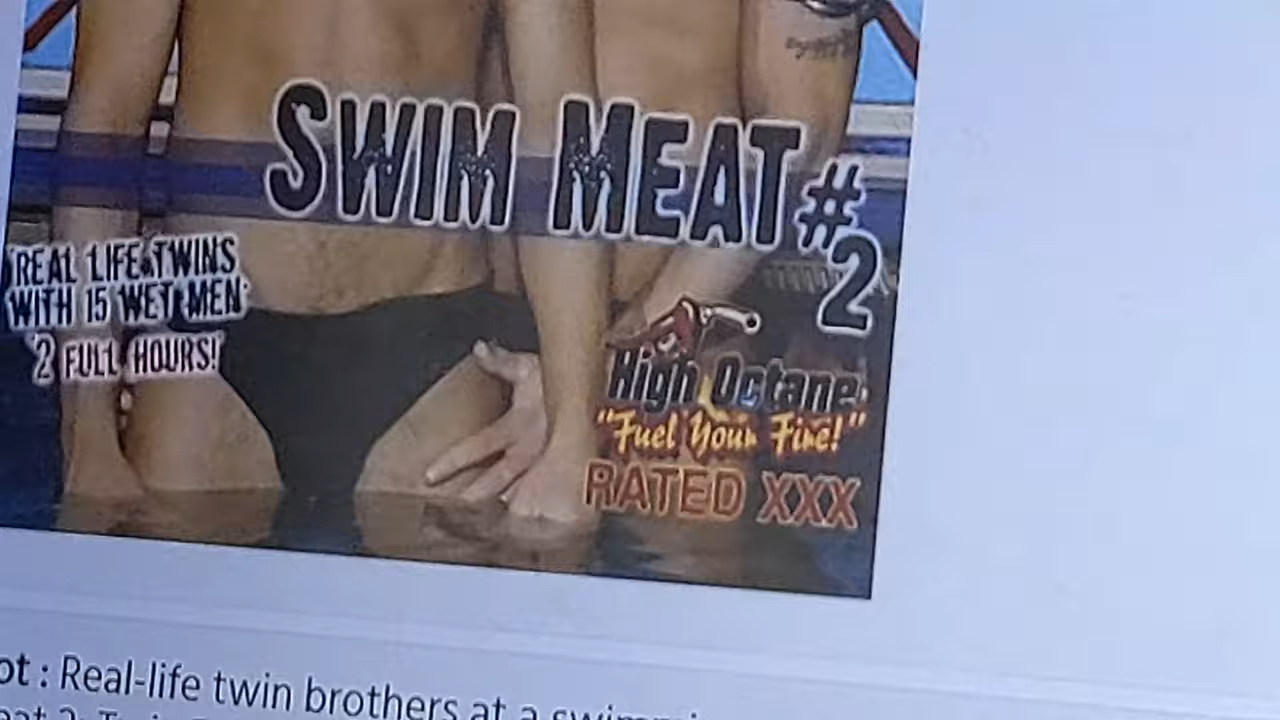 SWIM MEAT #2
REAL LIFE TWINS
WITH 15 WET MEN
2 FULL HOURS!
High Octane
"Fuel Your Fire!"
RATED XXX
ot : Real-life twin brothers at a